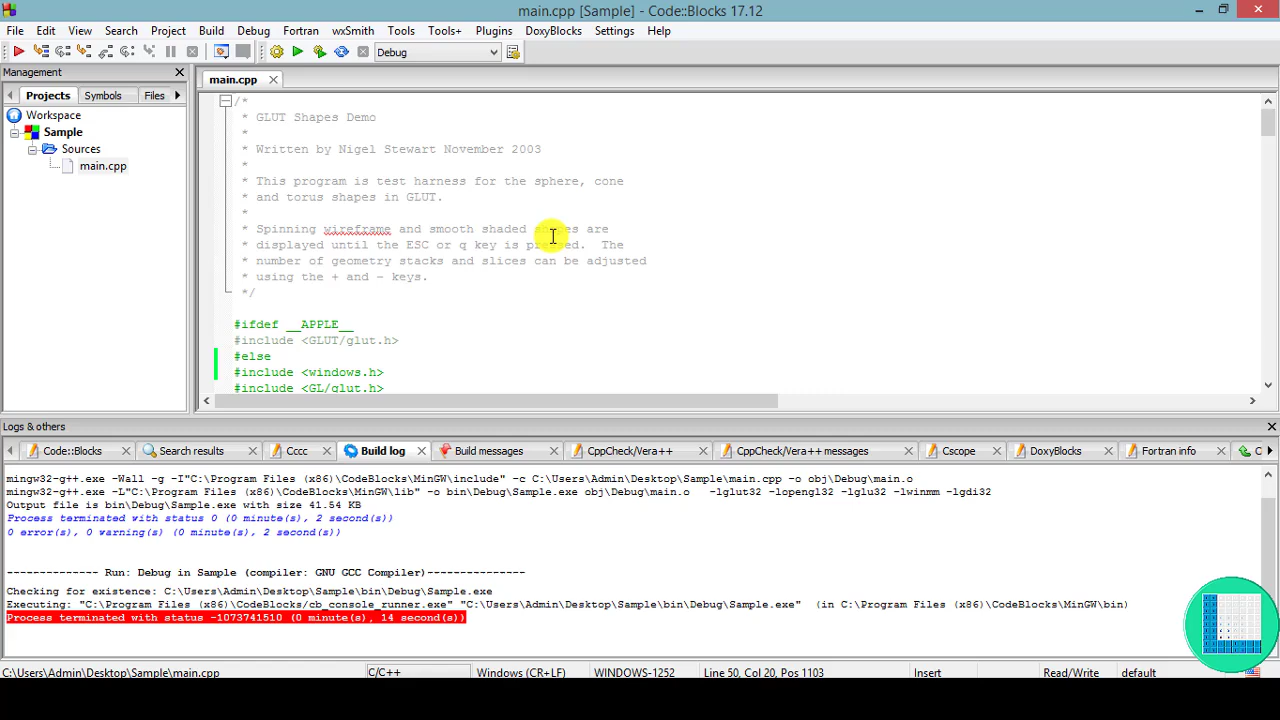 main.cpp [Sample] - Code::Blocks 17.12
File Edit View Search Project Build Debug Fortran wxSmith Tools Tools+ Plugins DoxyBlocks Settings Help
Debug
Management
main.cpp
Projects Symbols Files
Workspace
Sample
Sources
main.cpp
/*
* GLUT Shapes Demo
*
* Written by Nigel Stewart November 2003
*
* This program is test harness for the sphere, cone
* and torus shapes in GLUT.
*
* Spinning wireframe and smooth shaded shapes are
* displayed until the ESC or q key is pressed. The
* number of geometry stacks and slices can be adjusted
* using the + and - keys.
*/
#ifdef __APPLE__
#include <GLUT/glut.h>
#else
#include <windows.h>
#include <GL/glut.h>
Logs & others
Code::Blocks Search results Cccc Build log Build messages CppCheck/Vera++ CppCheck/Vera++ messages Cscope DoxyBlocks Fortran info
mingw32-g++.exe -Wall -g -I"C:\Program Files (x86)\CodeBlocks\MinGW\include" -c C:\Users\Admin\Desktop\Sample\main.cpp -o obj\Debug\main.o
mingw32-g++.exe -L"C:\Program Files (x86)\CodeBlocks\MinGW\lib" -o bin\Debug\Sample.exe obj\Debug\main.o -lglut32 -lopengl32 -lglu32 -lwinmm -lgdi32
Output file is bin\Debug\Sample.exe with size 41.54 KB
Process terminated with status 0 (0 minute(s), 2 second(s))
0 error(s), 0 warning(s) (0 minute(s), 2 second(s))
-------------- Run: Debug in Sample (compiler: GNU GCC Compiler)---------------
Checking for existence: C:\Users\Admin\Desktop\Sample\bin\Debug\Sample.exe
Executing: "C:\Program Files (x86)\CodeBlocks/cb_console_runner.exe" "C:\Users\Admin\Desktop\Sample\bin\Debug\Sample.exe" (in C:\Program Files (x86)\CodeBlocks\MinGW\bin)
Process terminated with status -1073741510 (0 minute(s), 14 second(s))
C:\Users\Admin\Desktop\Sample\main.cpp C/C++ Windows (CR+LF) WINDOWS-1252 Line 50, Col 20, Pos 1103 Insert Read/Write default